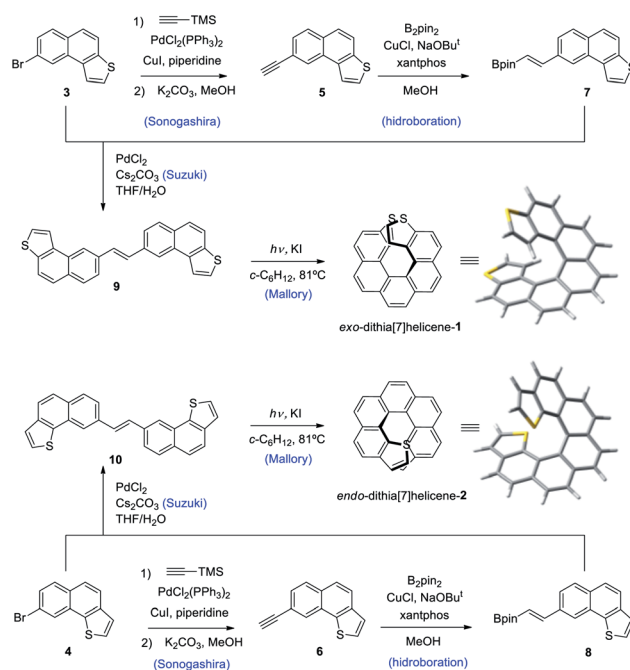 1) ≡—TMS
PdCl2(PPh3)2
CuI, piperidine
2) K2CO3, MeOH
(Sonogashira)
B2pin2
CuCl, NaOBuᵗ
xantphos
MeOH
(hidroboration)
Br
S
3
S
5
Bpin
S
7
PdCl2
Cs2CO3 (Suzuki)
THF/H2O
S
S
9
hν, KI
c-C6H12, 81ºC
(Mallory)
S S
exo-dithia[7]helicene-1
S
S
10
hν, KI
c-C6H12, 81ºC
(Mallory)
S
endo-dithia[7]helicene-2
PdCl2
Cs2CO3 (Suzuki)
THF/H2O
Br
S
4
1) TMS
PdCl2(PPh3)2
CuI, piperidine
2) K2CO3, MeOH
(Sonogashira)
S
6
B2pin2
CuCl, NaOBuᵗ
xantphos
MeOH
(hidroboration)
Bpin
S
8